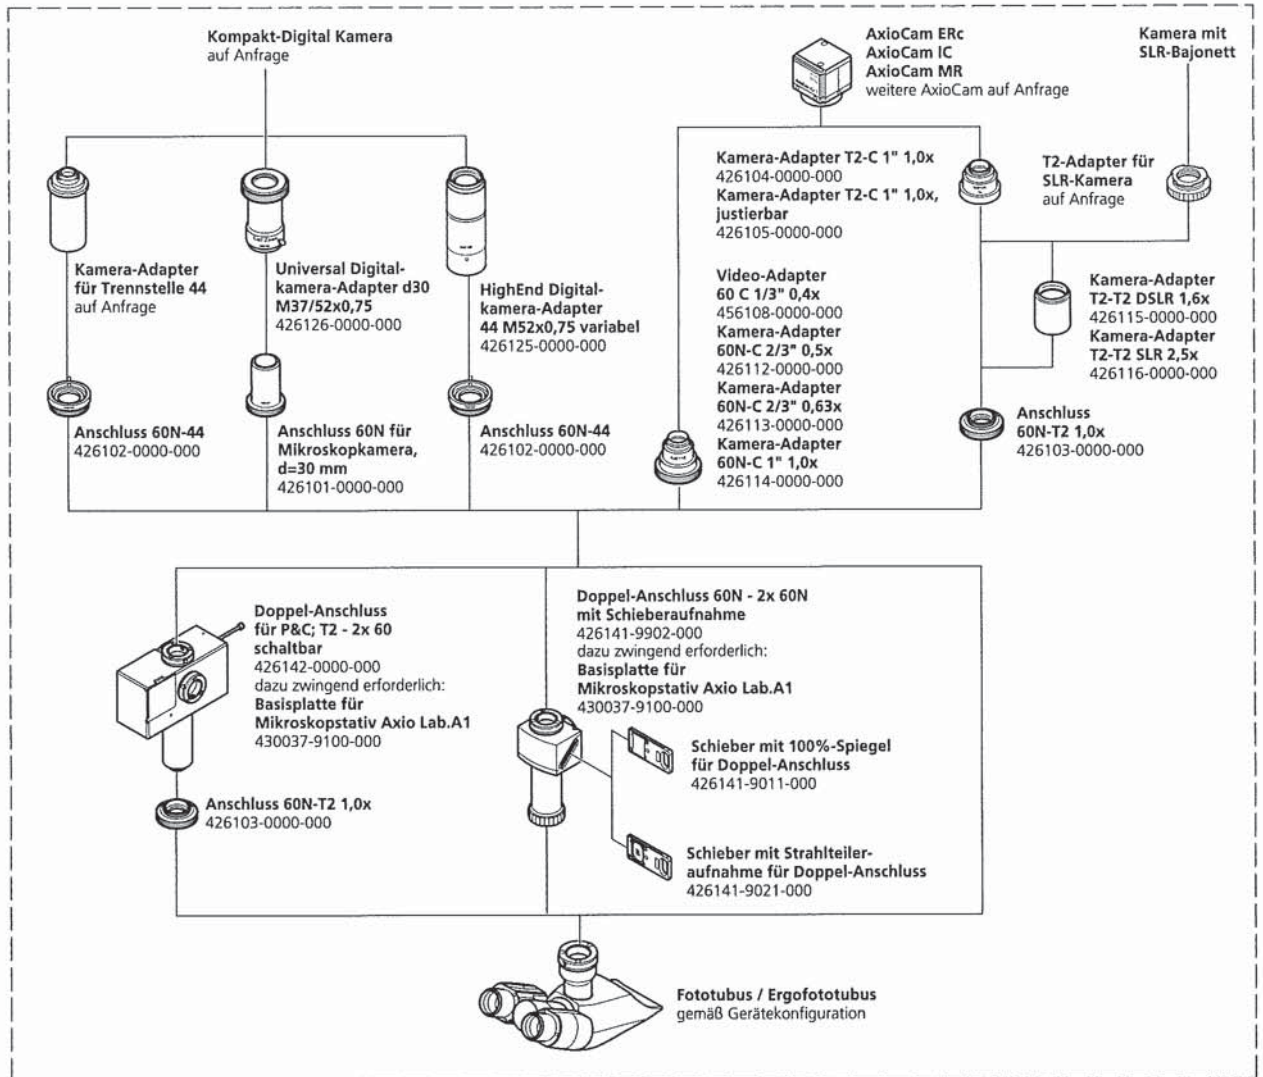 Kompakt-Digital Kamera
auf Anfrage
AxioCam ERc
AxioCam IC
AxioCam MR
weitere AxioCam auf Anfrage
Kamera mit
SLR-Bajonett
Kamera-Adapter T2-C 1" 1,0x
426104-0000-000
Kamera-Adapter T2-C 1" 1,0x,
justierbar
426105-0000-000
T2-Adapter für
SLR-Kamera
auf Anfrage
Kamera-Adapter
für Trennstelle 44
auf Anfrage
Universal Digital-
kamera-Adapter d30
M37/52x0,75
426126-0000-000
HighEnd Digital-
kamera-Adapter
44 M52x0,75 variabel
426125-0000-000
Video-Adapter
60 C 1/3" 0,4x
456108-0000-000
Kamera-Adapter
60N-C 2/3" 0,5x
426112-0000-000
Kamera-Adapter
60N-C 2/3" 0,63x
426113-0000-000
Kamera-Adapter
60N-C 1" 1,0x
426114-0000-000
Kamera-Adapter
T2-T2 DSLR 1,6x
426115-0000-000
Kamera-Adapter
T2-T2 SLR 2,5x
426116-0000-000
Anschluss 60N-44
426102-0000-000
Anschluss 60N für
Mikroskopkamera,
d=30 mm
426101-0000-000
Anschluss 60N-44
426102-0000-000
Anschluss
60N-T2 1,0x
426103-0000-000
Doppel-Anschluss
für P&C; T2 - 2x 60
schaltbar
426142-0000-000
dazu zwingend erforderlich:
Basisplatte für
Mikroskopstativ Axio Lab.A1
430037-9100-000
Doppel-Anschluss 60N - 2x 60N
mit Schieberaufnahme
426141-9902-000
dazu zwingend erforderlich:
Basisplatte für
Mikroskopstativ Axio Lab.A1
430037-9100-000
Schieber mit 100%-Spiegel
für Doppel-Anschluss
426141-9011-000
Anschluss 60N-T2 1,0x
426103-0000-000
Schieber mit Strahlteiler-
aufnahme für Doppel-Anschluss
426141-9021-000
Fototubus / Ergofototubus
gemäß Gerätekonfiguration